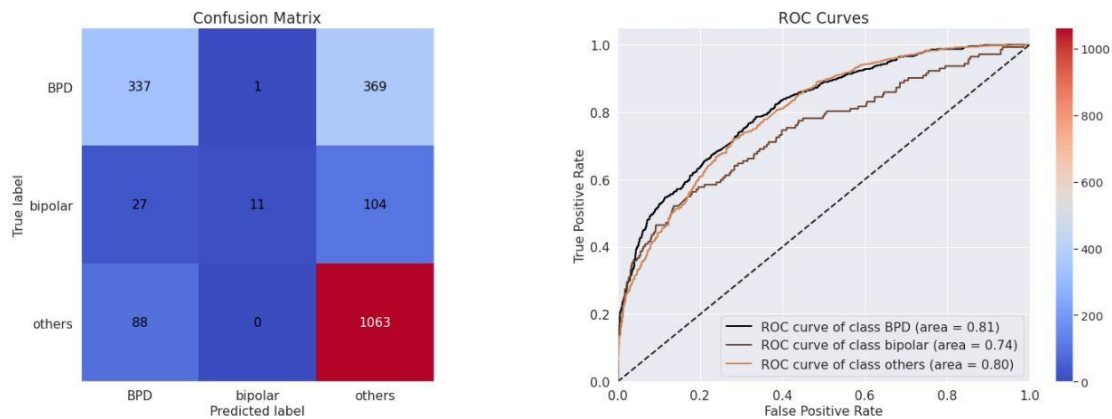 Confusion Matrix
BPD
337
1
369
bipolar
27
11
104
others
88
0
1063
True label
BPD
bipolar
others
Predicted label
ROC Curves
1.0
0.8
0.6
0.4
0.2
0.0
True Positive Rate
ROC curve of class BPD (area = 0.81)
ROC curve of class bipolar (area = 0.74)
ROC curve of class others (area = 0.80)
0.0
0.2
0.4
0.6
0.8
1.0
False Positive Rate
1000
800
600
400
200
0